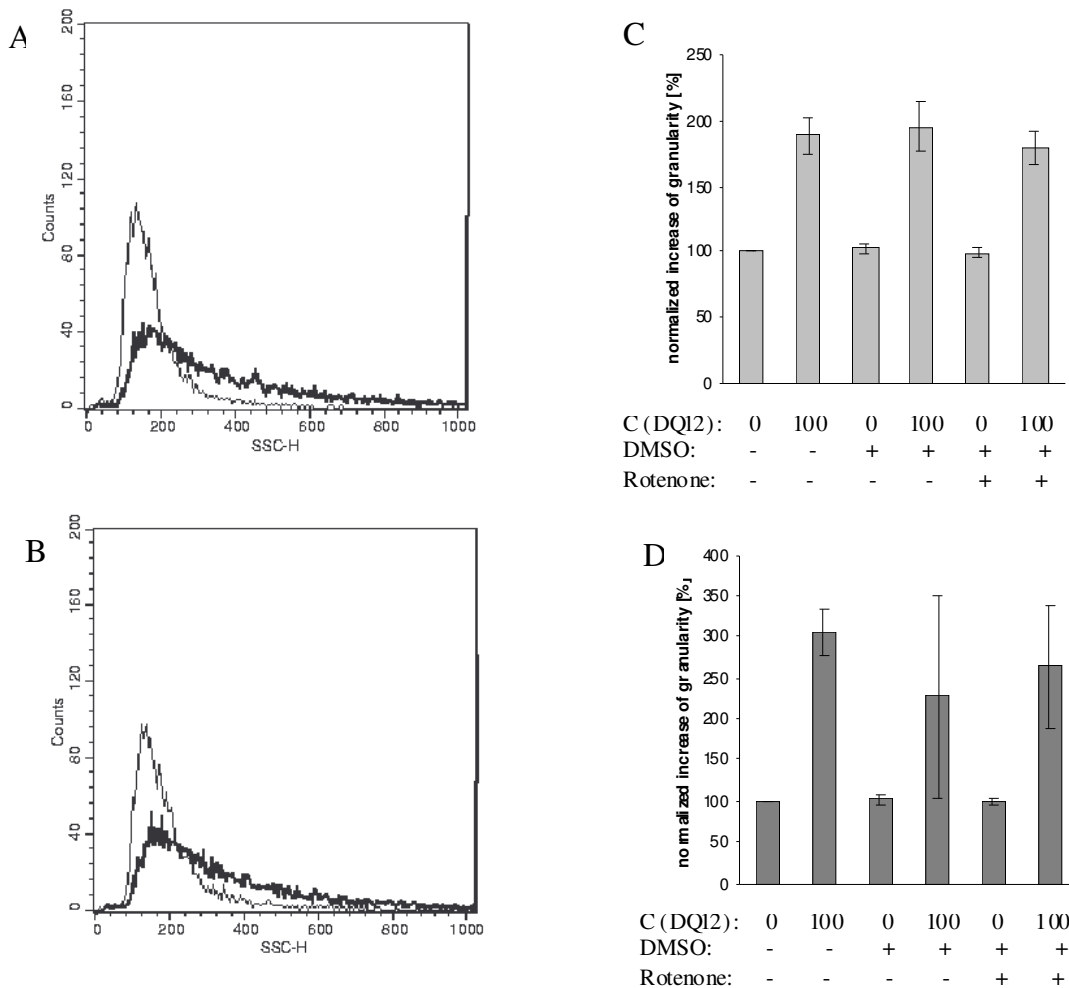 A
200
160
120
80
40
0
Counts
0 200 400 600 800 1000
SSC-H
B
200
160
120
80
40
0
Counts
0 200 400 600 800 1000
SSC-H
C
normalized increase of granularity [%]
250
200
150
100
50
0
C (DQ12): 0 100 0 100 0 100
DMSO: - - + + + +
Rotenone: - - - - + +
D
normalized increase of granularity [%]
400
350
300
250
200
150
100
50
0
C (DQ12): 0 100 0 100 0 100
DMSO: - - + + + +
Rotenone: - - - - + +